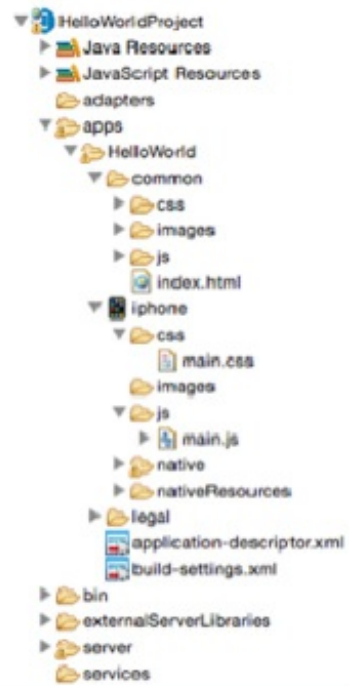 HelloWorldProject
Java Resources
JavaScript Resources
adapters
apps
HelloWorld
common
css
images
js
index.html
iphone
css
main.css
images
js
main.js
native
nativeResources
legal
application-descriptor.xml
build-settings.xml
bin
externalServerLibraries
server
services